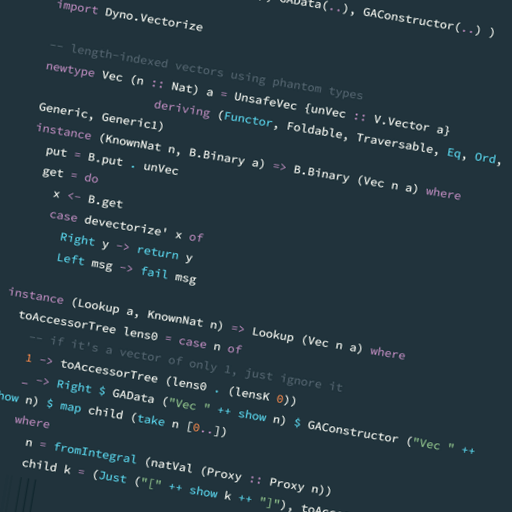 GAData(..), GAConstructor(..) )
import Dyno.Vectorize
-- length-indexed vectors using phantom types
newtype Vec (n :: Nat) a = UnsafeVec {unVec :: V.Vector a}
deriving (Functor, Foldable, Traversable, Eq, Ord,
Generic, Generic1)
instance (KnownNat n, B.Binary a) => B.Binary (Vec n a) where
put = B.put . unVec
get = do
x <- B.get
case devectorize' x of
Right y -> return y
Left msg -> fail msg
instance (Lookup a, KnownNat n) => Lookup (Vec n a) where
toAccessorTree lens0 = case n of
-- if it's a vector of only 1, just ignore it
1 -> toAccessorTree (lens0 . (lensK 0))
_ -> Right $ GAData ("Vec " ++ show n) $ GAConstructor ("Vec " ++
how n) $ map child (take n [0..])
where
n = fromIntegral (natVal (Proxy :: Proxy n))
child k = (Just ("[" ++ show k ++ "]"), toAcc